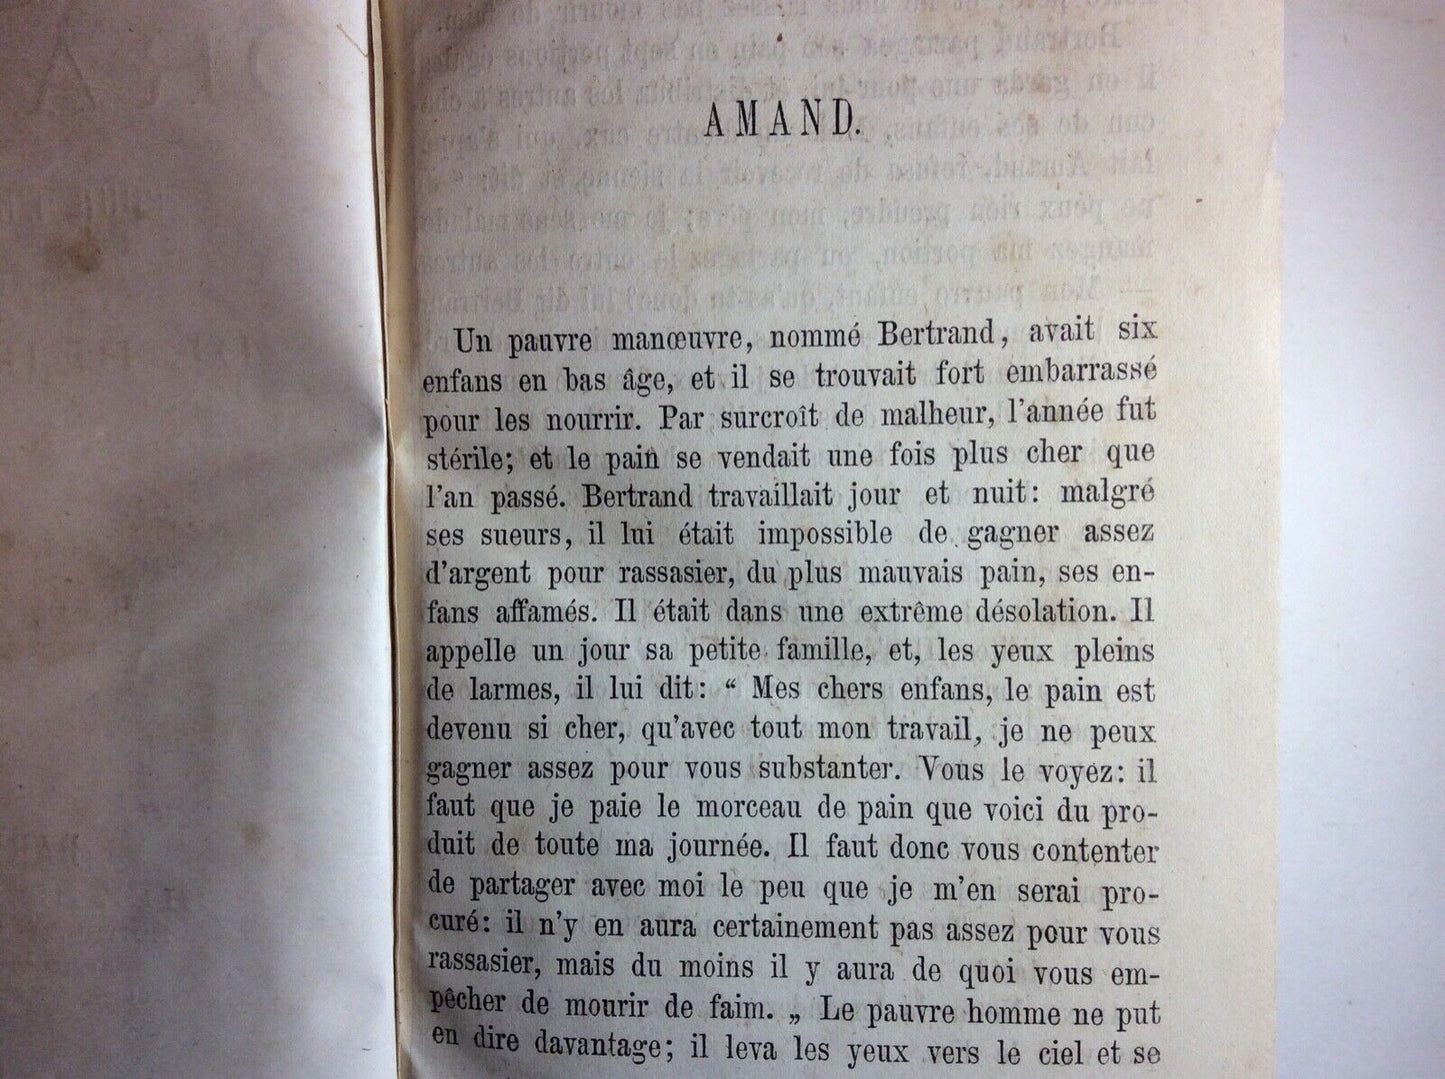 AMAND.
Un pauvre manœuvre, nommé Bertrand, avait six
enfans en bas âge, et il se trouvait fort embarrassé
pour les nourrir. Par surcroît de malheur, l'année fut
stérile; et le pain se vendait une fois plus cher que
l'an passé. Bertrand travaillait jour et nuit: malgré
ses sueurs, il lui était impossible de gagner assez
d'argent pour rassasier, du plus mauvais pain, ses en-
fans affamés. Il était dans une extrême désolation. Il
appelle un jour sa petite famille, et, les yeux pleins
de larmes, il lui dit: “ Mes chers enfans, le pain est
devenu si cher, qu'avec tout mon travail, je ne peux
gagner assez pour vous substanter. Vous le voyez: il
faut que je paie le morceau de pain que voici du pro-
duit de toute ma journée. Il faut donc vous contenter
de partager avec moi le peu que je m'en serai pro-
curé: il n'y en aura certainement pas assez pour vous
rassasier, mais du moins il y aura de quoi vous em-
pêcher de mourir de faim. „ Le pauvre homme ne put
en dire davantage; il leva les yeux vers le ciel et se